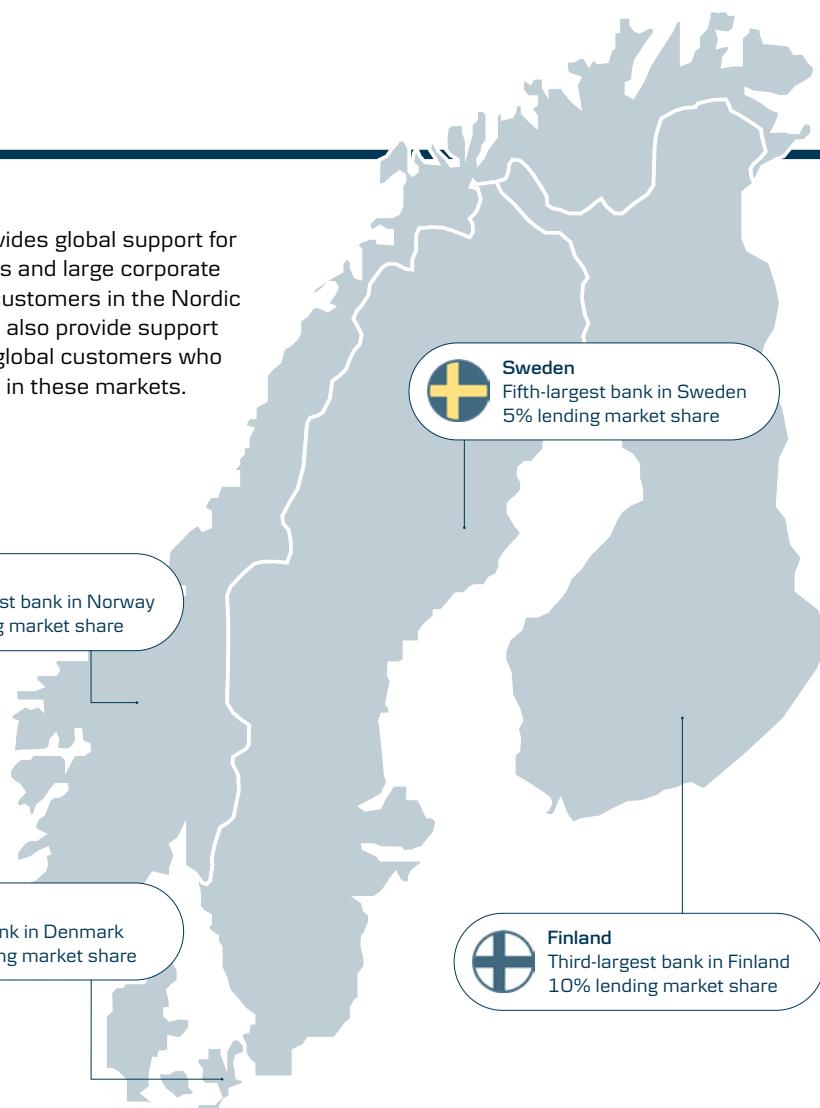 vides global support for
s and large corporate
customers in the Nordic
also provide support
global customers who
in these markets.
Sweden
Fifth-largest bank in Sweden
5% lending market share
st bank in Norway
g market share
nk in Denmark
ng market share
Finland
Third-largest bank in Finland
10% lending market share